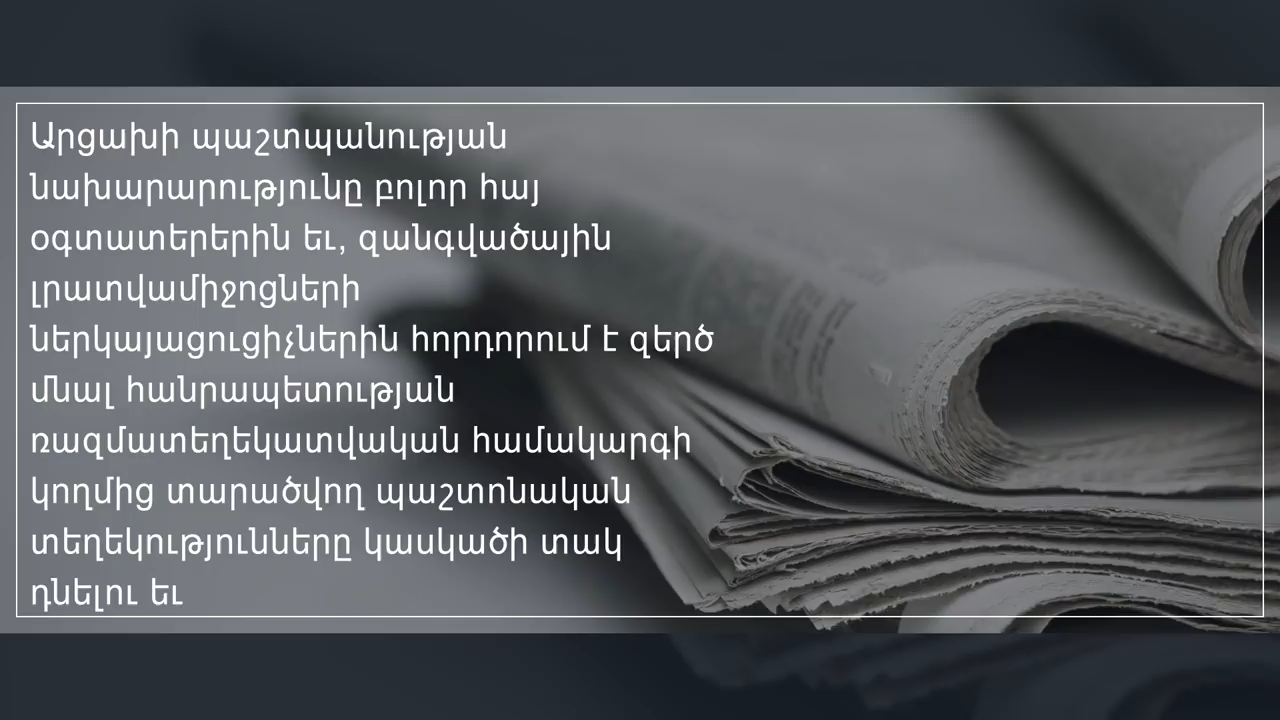 Արցախի պաշտպանության
նախարարությունը բոլոր հայ
օգտատերերին եւ, զանգվածային
լրատվամիջոցների
ներկայացուցիչներին հորդորում է զերծ
մնալ հանրապետության
ռազմատեղեկատվական համակարգի
կողմից տարածվող պաշտոնական
տեղեկությունները կասկածի տակ
դնելու եւ